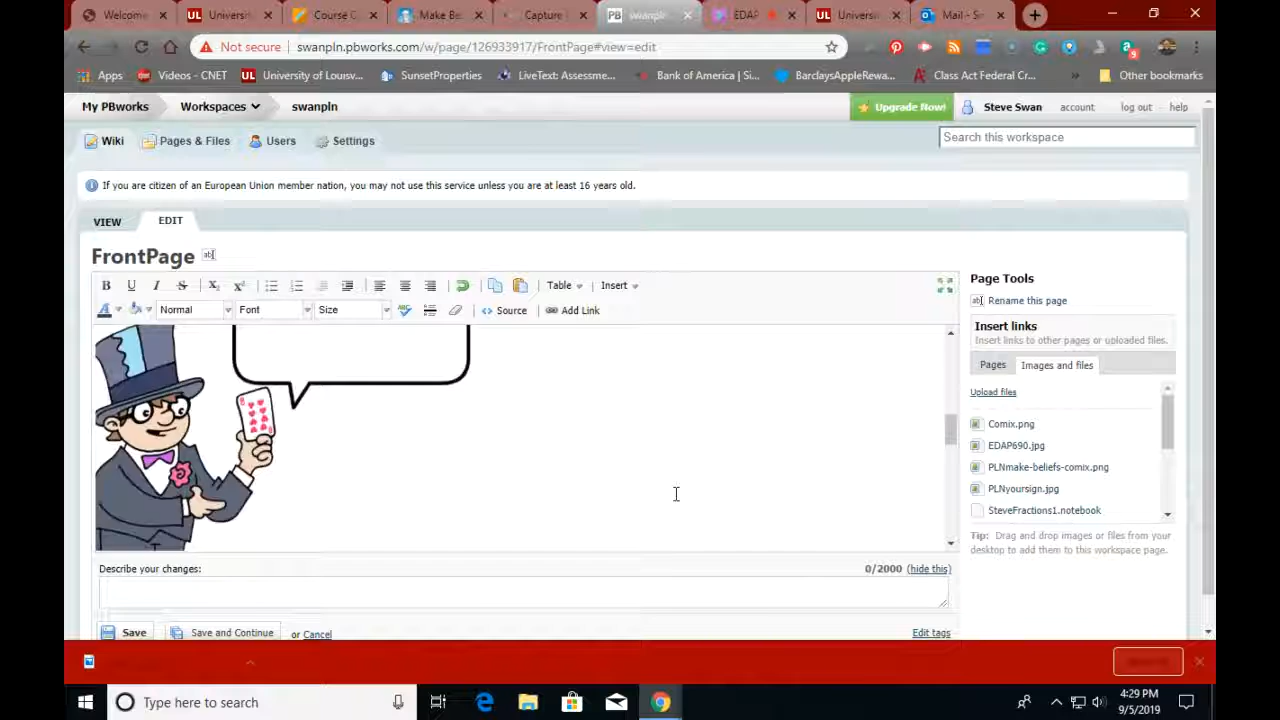 Welcome
Universit
Course C
Make Be
Capture
swanpln
EDAP
Universi
Mail - S
Not secure swanpln.pbworks.com/w/page/126933917/FrontPage#view=edit
Apps Videos - CNET University of Louisv... SunsetProperties LiveText: Assessme... Bank of America | Si... BarclaysAppleRewa... Class Act Federal Cr... » Other bookmarks
My PBworks Workspaces swanpln Upgrade Now! Steve Swan account log out help
Wiki Pages & Files Users Settings Search this workspace
If you are citizen of an European Union member nation, you may not use this service unless you are at least 16 years old.
VIEW EDIT
FrontPage
B U I S X₂ X² Table Insert
A Normal Font Size Source Add Link
Page Tools
Rename this page
Insert links
Insert links to other pages or uploaded files.
Pages Images and files
Upload files
Comix.png
EDAP690.jpg
PLNmake-beliefs-comix.png
PLNyoursign.jpg
SteveFractions1.notebook
Tip: Drag and drop images or files from your
desktop to add them to this workspace page.
Describe your changes: 0/2000 (hide this)
Save Save and Continue or Cancel Edit tags
Type here to search
4:29 PM
9/5/2019